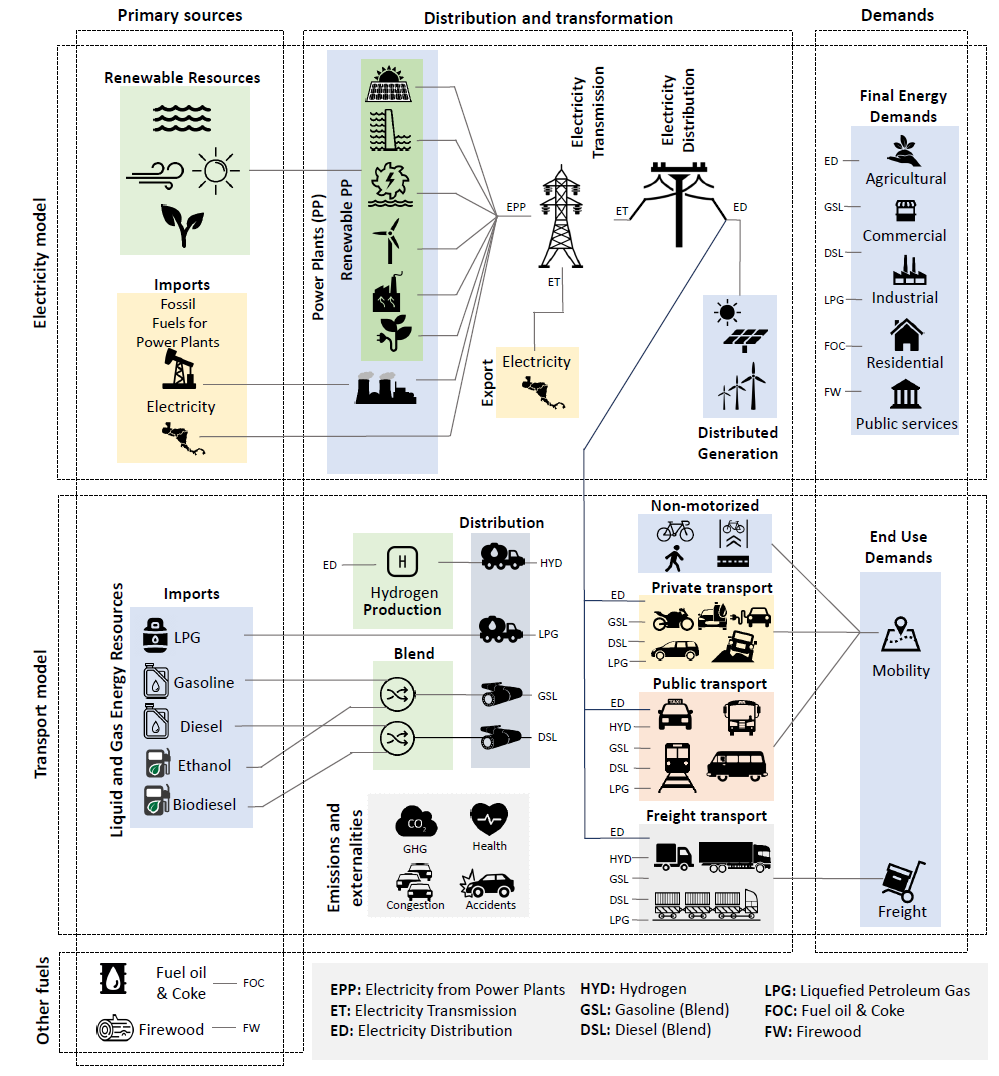 Primary sources
Distribution and transformation
Demands
Electricity model
Renewable Resources
Imports
Fossil
Fuels for
Power Plants
Electricity
Power Plants (PP)
Renewable PP
EPP
Electricity
Transmission
ET
ET
Electricity
Distribution
ED
Export
Electricity
Distributed
Generation
Final Energy
Demands
ED
Agricultural
GSL
Commercial
DSL
Industrial
LPG
FOC
Residential
FW
Public services
Transport model
Liquid and Gas Energy Resources
Imports
LPG
Gasoline
Diesel
Ethanol
Biodiesel
ED
H
Hydrogen
Production
Blend
Distribution
HYD
LPG
GSL
DSL
Emissions and
externalities
CO2
GHG
Health
Congestion
Accidents
Non-motorized
Private transport
ED
GSL
DSL
LPG
Public transport
ED
TAXI
HYD
GSL
DSL
LPG
Freight transport
ED
HYD
GSL
DSL
LPG
End Use
Demands
Mobility
Freight
Other fuels
Fuel oil
& Coke
FOC
Firewood
FW
EPP: Electricity from Power Plants
ET: Electricity Transmission
ED: Electricity Distribution
HYD: Hydrogen
GSL: Gasoline (Blend)
DSL: Diesel (Blend)
LPG: Liquefied Petroleum Gas
FOC: Fuel oil & Coke
FW: Firewood